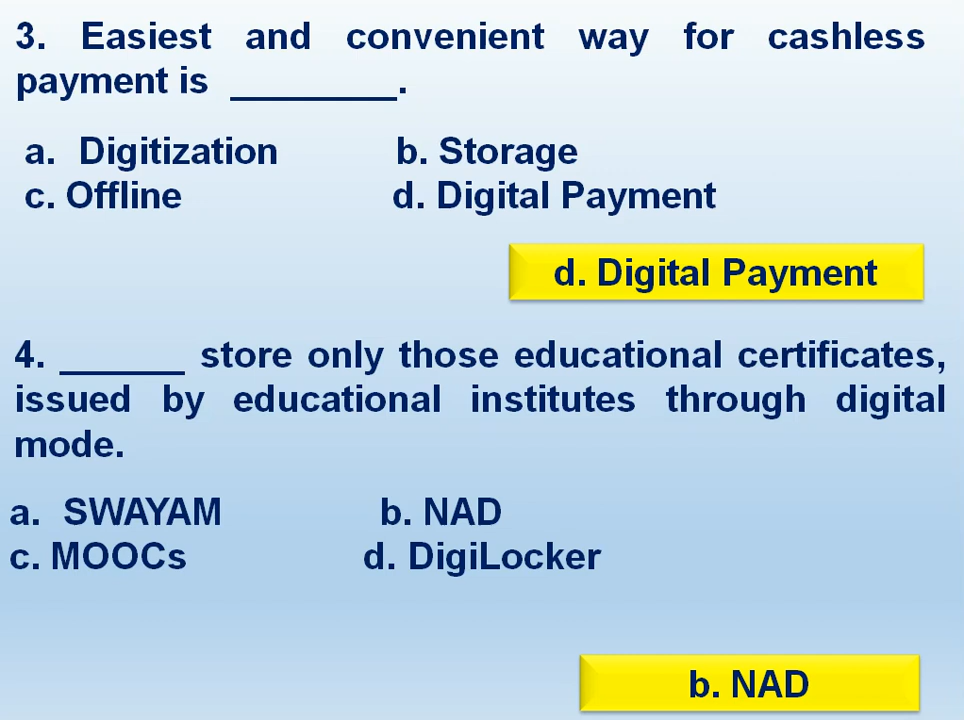 3. Easiest and convenient way for cashless
payment is ________.
a. Digitization b. Storage
c. Offline d. Digital Payment
d. Digital Payment
4. ______ store only those educational certificates,
issued by educational institutes through digital
mode.
a. SWAYAM b. NAD
c. MOOCs d. DigiLocker
b. NAD